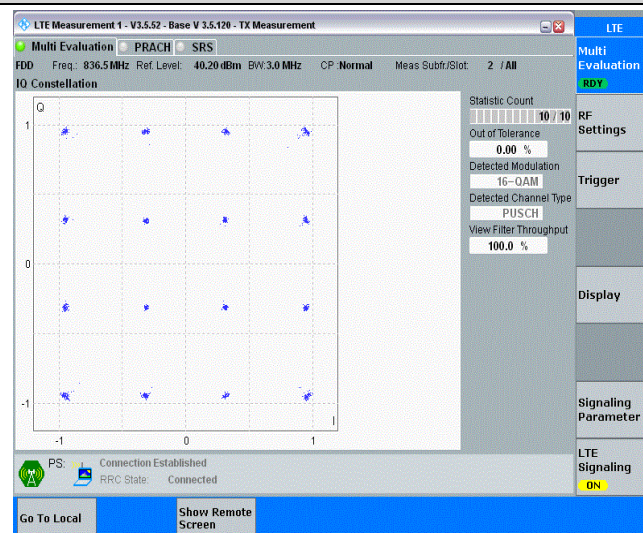 LTE Measurement 1 - V3.5.52 - Base V 3.5.120 - TX Measurement
LTE
Multi Evaluation PRACH SRS
Multi
Evaluation
RDY
FDD Freq.: 836.5 MHz Ref. Level: 40.20 dBm BW:3.0 MHz CP :Normal Meas Subfr./Slot: 2 / All
IQ Constellation
Q
1
0
-1
-1 0 1
I
Statistic Count
10 / 10
Out of Tolerance
0.00 %
Detected Modulation
16-QAM
Detected Channel Type
PUSCH
View Filter Throughput
100.0 %
RF
Settings
Trigger
Display
Signaling
Parameter
LTE
Signaling
ON
PS: Connection Established
RRC State: Connected
Go To Local
Show Remote
Screen